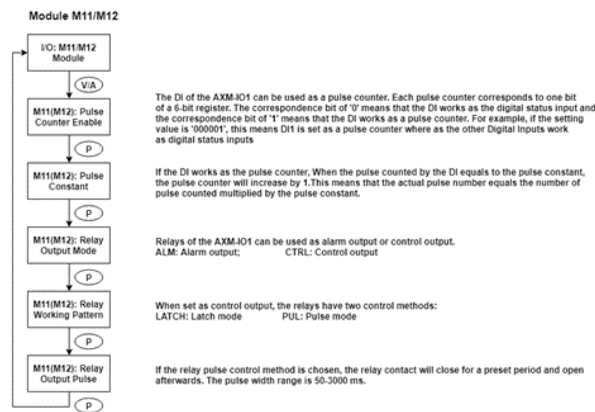 Module M11/M12
I/O: M11/M12
Module
V/A
The DI of the AXM-IO1 can be used as a pulse counter. Each pulse counter corresponds to one bit
of a 6-bit register. The correspondence bit of '0' means that the DI works as the digital status input and
the correspondence bit of '1' means that the DI works as a pulse counter. For example, if the setting
value is '000001', this means DI1 is set as a pulse counter where as the other Digital Inputs work
as digital status inputs
M11(M12): Pulse
Counter Enable
P
If the DI works as the pulse counter, When the pulse counted by the DI equals to the pulse constant,
the pulse counter will increase by 1.This means that the actual pulse number equals the number of
pulse counted multiplied by the pulse constant.
M11(M12): Pulse
Constant
P
M11(M12): Relay
Output Mode
Relays of the AXM-IO1 can be used as alarm output or control output.
ALM: Alarm output; CTRL: Control output
P
M11(M12): Relay
Working Pattern
When set as control output, the relays have two control methods:
LATCH: Latch mode PUL: Pulse mode
P
M11(M12): Relay
Output Pulse
If the relay pulse control method is chosen, the relay contact will close for a preset period and open
afterwards. The pulse width range is 50-3000 ms.
P